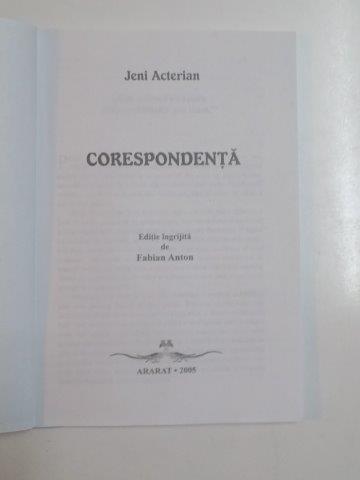 Jeni Acterian
CORESPONDENȚĂ
Ediție îngrijită
de
Fabian Anton
ARARAT • 2005